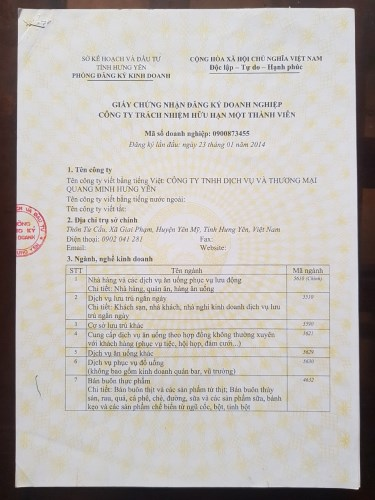 SỞ KẾ HOẠCH VÀ ĐẦU TƯ
TỈNH HƯNG YÊN
PHÒNG ĐĂNG KÝ KINH DOANH
CỘNG HÒA XÃ HỘI CHỦ NGHĨA VIỆT NAM
Độc lập - Tự do - Hạnh phúc
GIẤY CHỨNG NHẬN ĐĂNG KÝ DOANH NGHIỆP
CÔNG TY TRÁCH NHIỆM HỮU HẠN MỘT THÀNH VIÊN
Mã số doanh nghiệp: 0900873455
Đăng ký lần đầu: ngày 23 tháng 01 năm 2014
1. Tên công ty
Tên công ty viết bằng tiếng Việt: CÔNG TY TNHH DỊCH VỤ VÀ THƯƠNG MẠI
QUANG MINH HƯNG YÊN
Tên công ty viết bằng tiếng nước ngoài:
Tên công ty viết tắt:
2. Địa chỉ trụ sở chính
Thôn Tư Cầu, Xã Giai Phạm, Huyện Yên Mỹ, Tỉnh Hưng Yên, Việt Nam
Điện thoại: 0902 041 281 Fax:
Email: Website:
3. Ngành, nghề kinh doanh
STT Tên ngành Mã ngành
1 Nhà hàng và các dịch vụ ăn uống phục vụ lưu động 5610 (Chính)
Chi tiết: Nhà hàng, quán ăn, hàng ăn uống
2 Dịch vụ lưu trú ngắn ngày 5510
Chi tiết: Khách sạn, nhà khách, nhà nghỉ kinh doanh dịch vụ lưu
trú ngắn ngày
3 Cơ sở lưu trú khác 5590
4 Cung cấp dịch vụ ăn uống theo hợp đồng không thường xuyên 5621
với khách hàng (phục vụ tiệc, hội họp, đám cưới...)
5 Dịch vụ ăn uống khác 5629
6 Dịch vụ phục vụ đồ uống 5630
(không bao gồm kinh doanh quán bar, vũ trường)
7 Bán buôn thực phẩm 4632
Chi tiết: Bán buôn thịt và các sản phẩm từ thịt; Bán buôn thủy
sản, rau, quả, cà phê, chè, đường, sữa và các sản phẩm sữa, bánh
kẹo và các sản phẩm chế biến từ ngũ cốc, bột, tinh bột